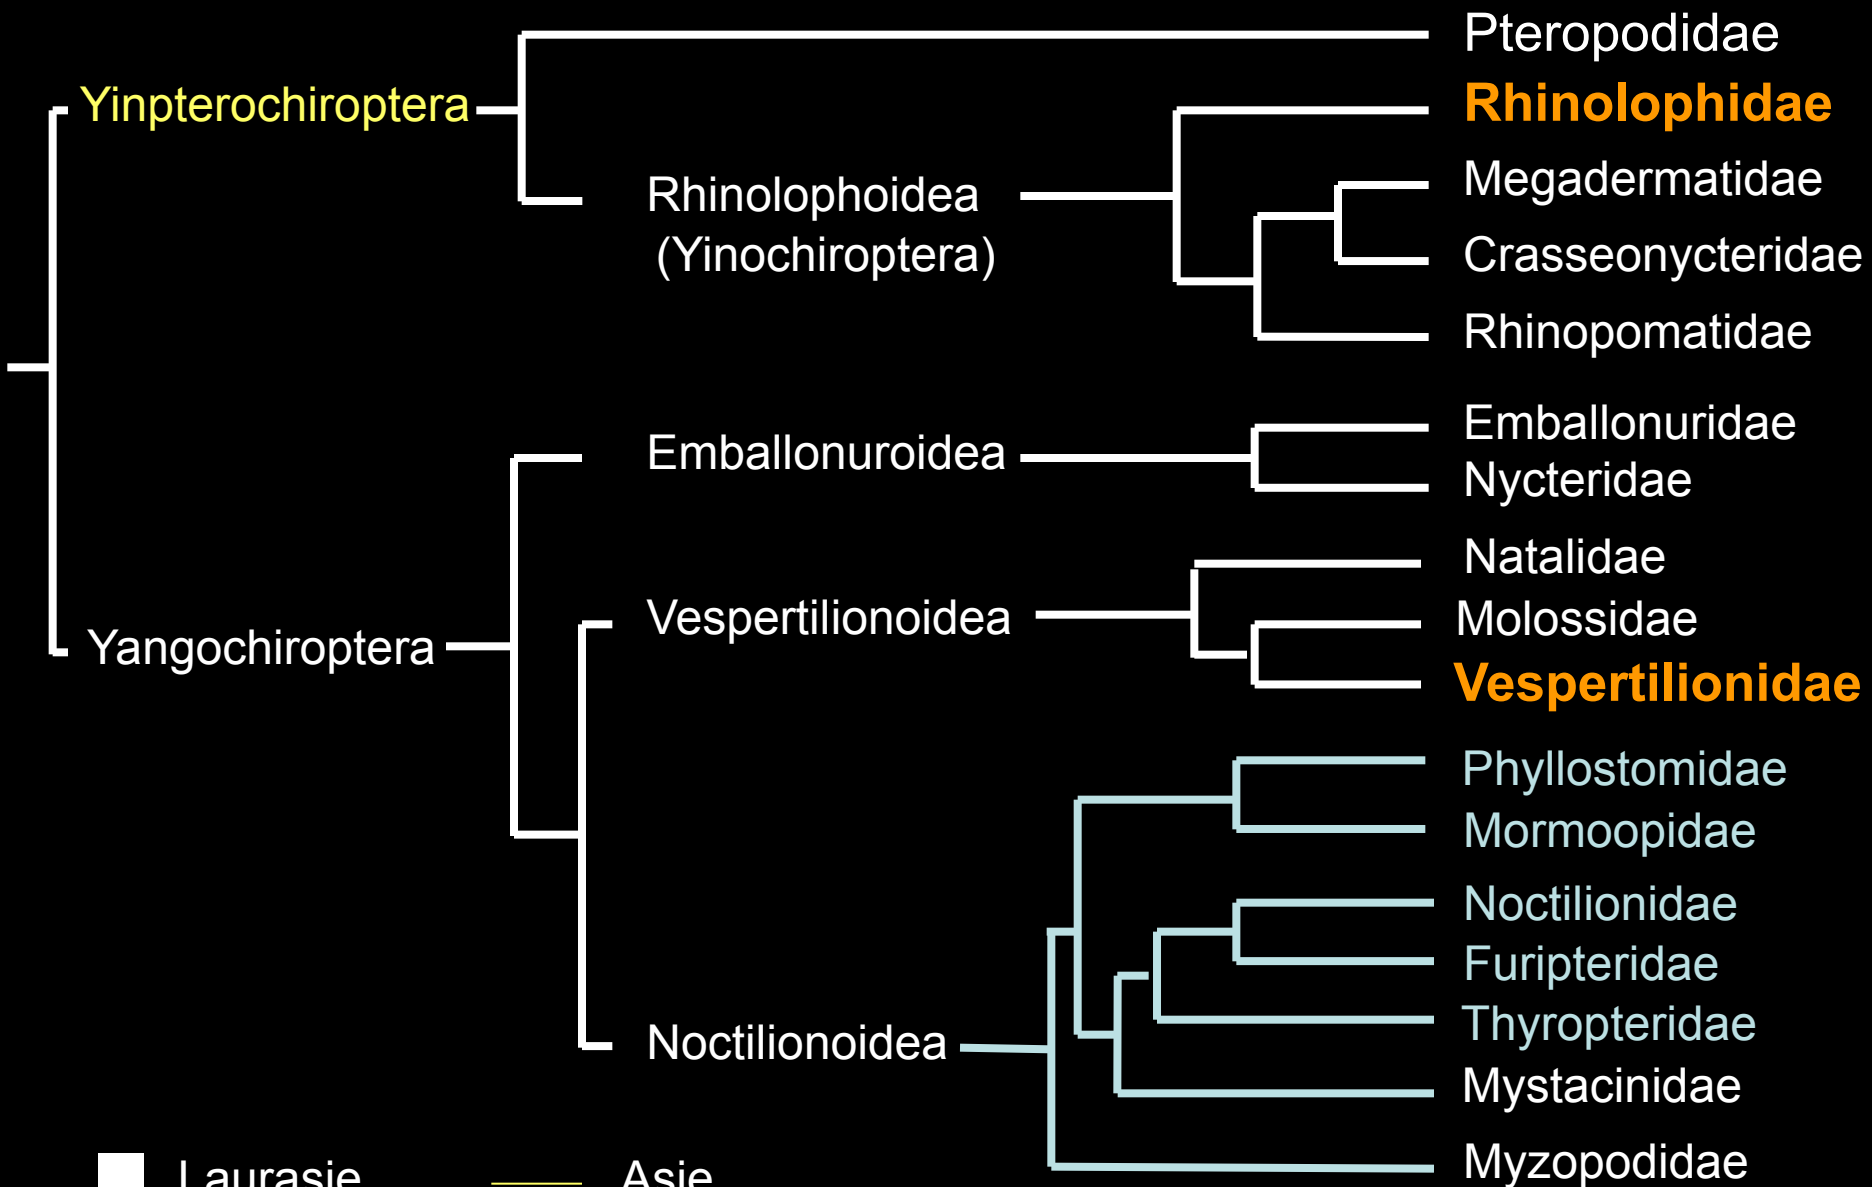 Pteropodidae
Yinpterochiroptera
Rhinolophidae
Rhinolophoidea
(Yinochiroptera)
Megadermatidae
Crasseonycteridae
Rhinopomatidae
Emballonuroidea
Emballonuridae
Nycteridae
Yangochiroptera
Vespertilionoidea
Natalidae
Molossidae
Vespertilionidae
Phyllostomidae
Mormoopidae
Noctilionidae
Furipteridae
Noctilionoidea
Thyropteridae
Mystacinidae
Myzopodidae
Laurasie
Asie